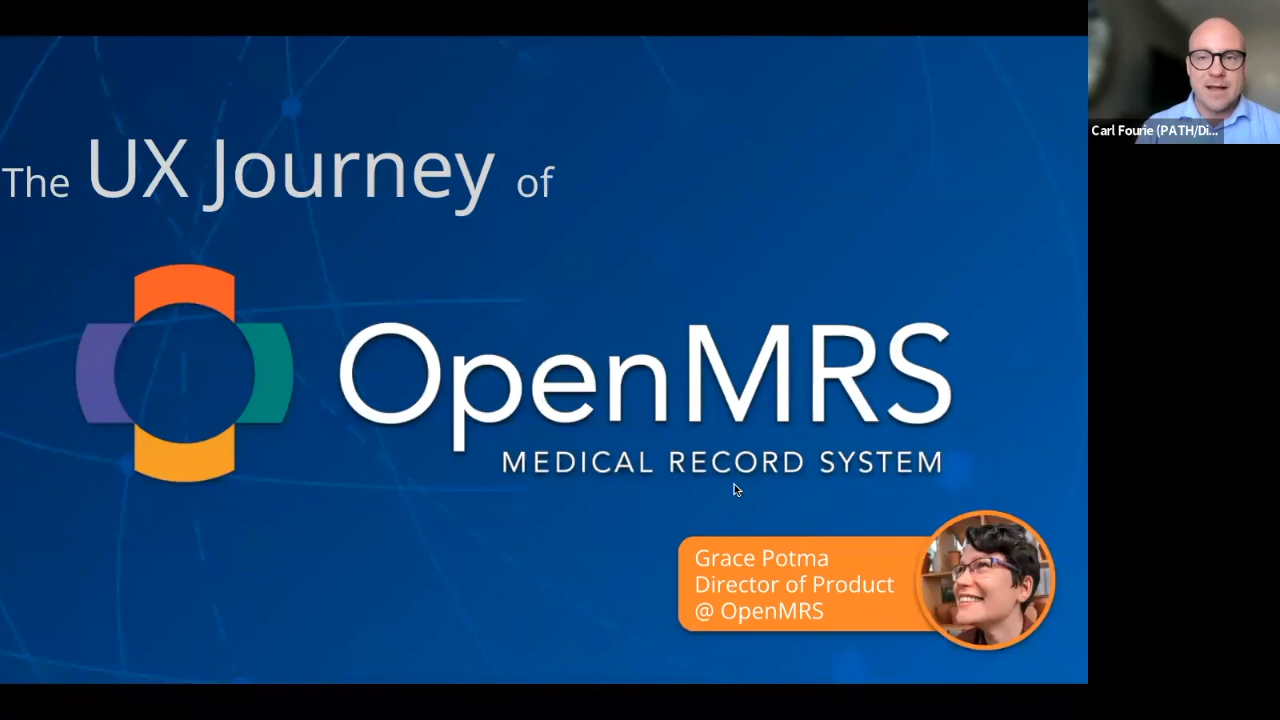 The UX Journey of
OpenMRS
MEDICAL RECORD SYSTEM
Grace Potma
Director of Product
@ OpenMRS
Carl Fourie (PATH/Di...